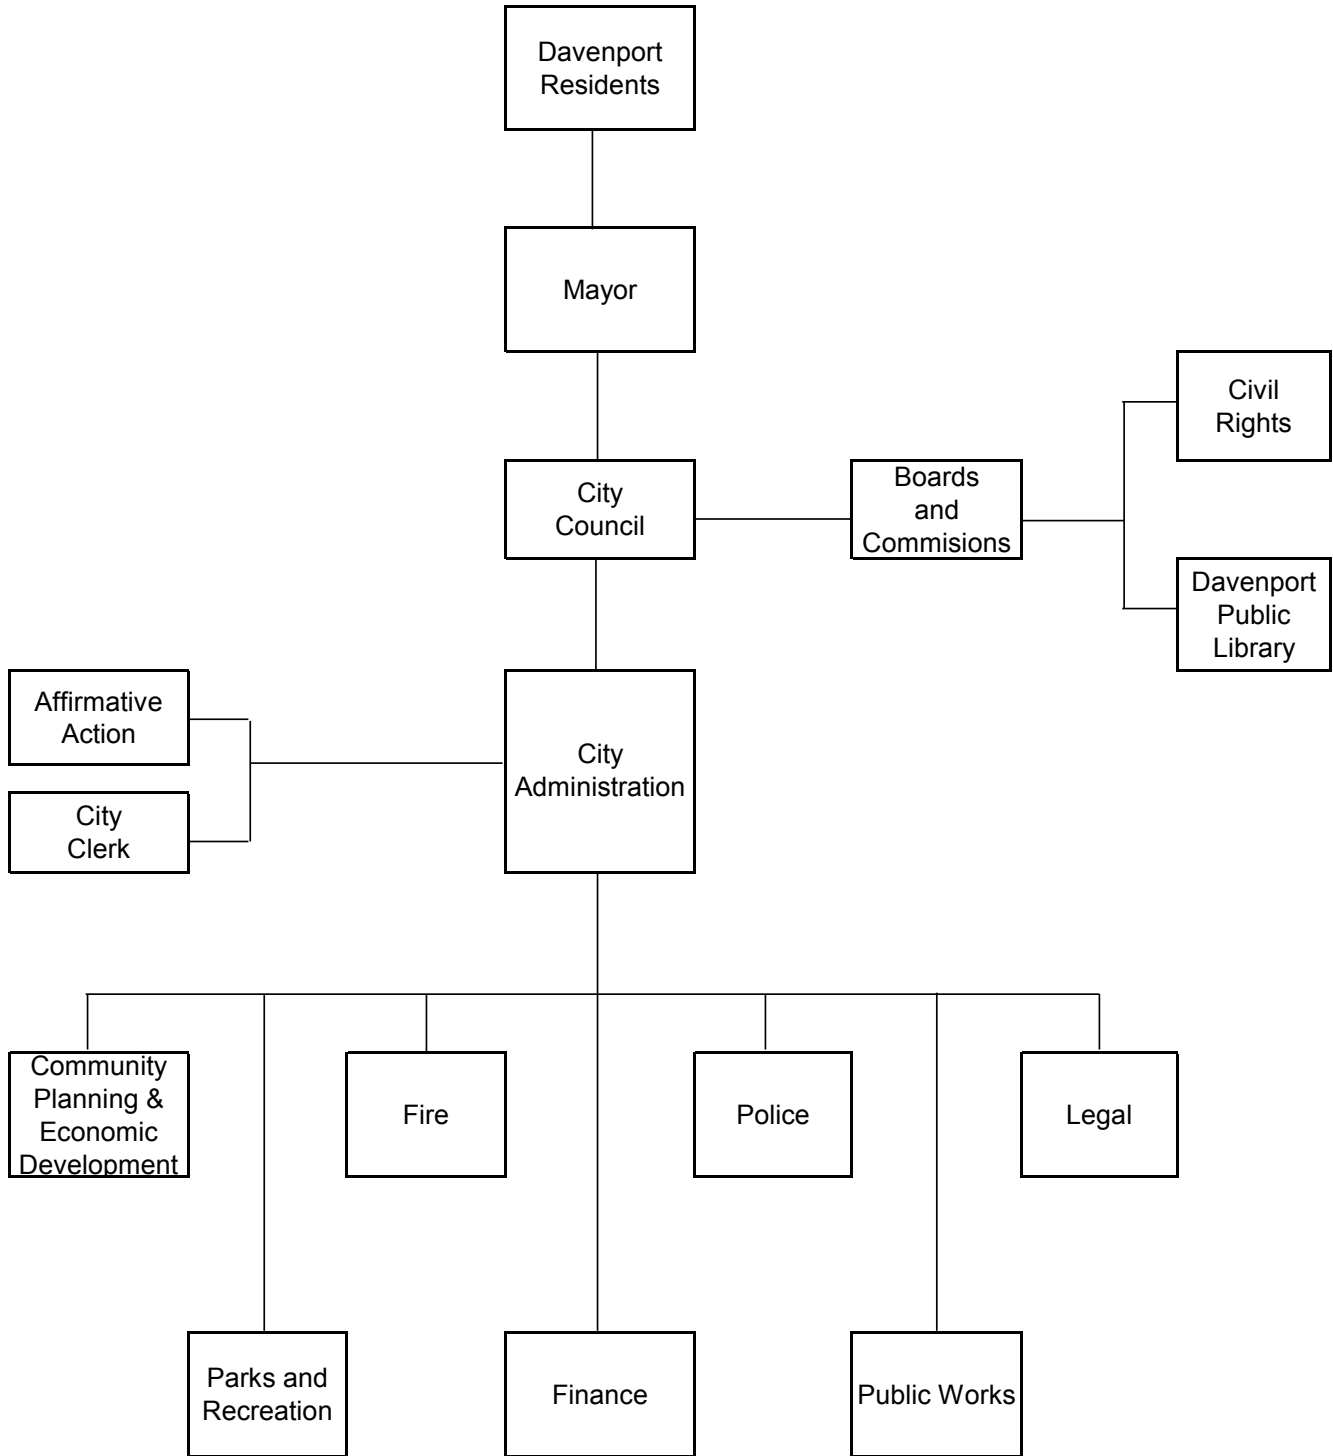 Davenport
Residents
Mayor
Civil
Rights
City
Council
Boards
and
Commisions
Davenport
Public
Library
Affirmative
Action
City
Administration
City
Clerk
Community
Planning &
Economic
Development
Fire
Police
Legal
Parks and
Recreation
Finance
Public Works